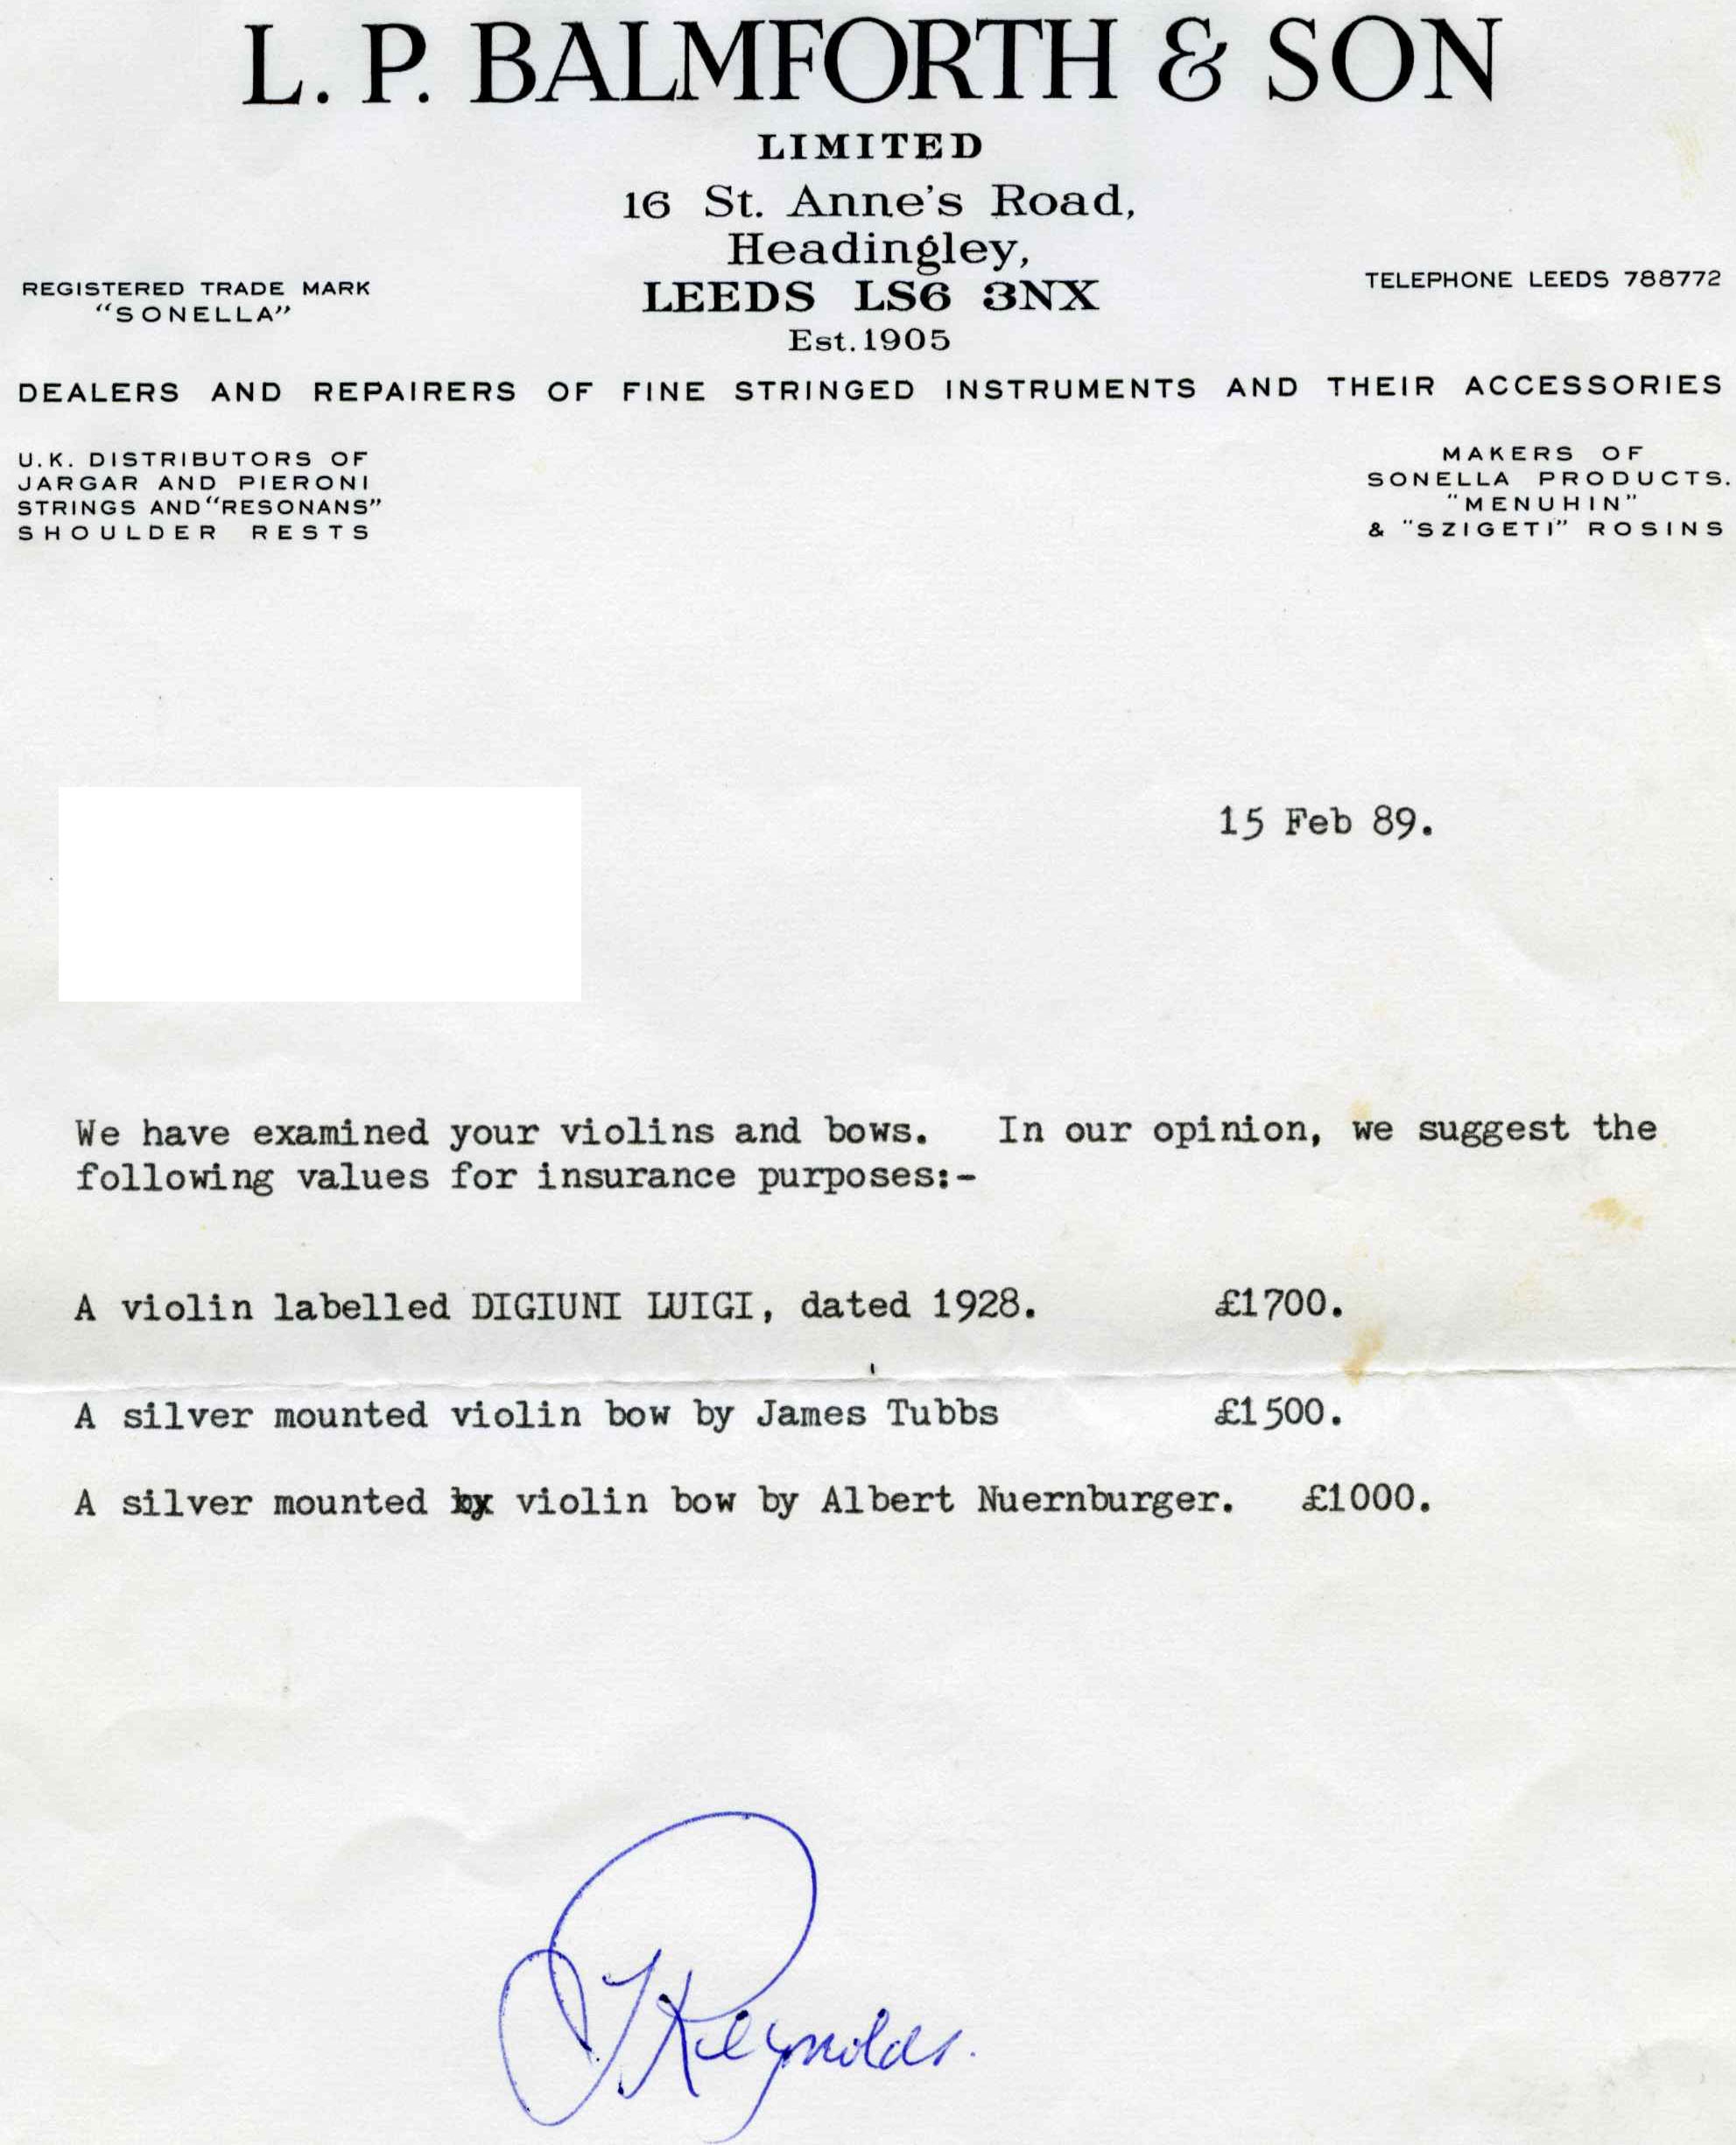 L. P. BALMFORTH & SON
LIMITED
16 St. Anne's Road,
Headingley,
LEEDS LS6 3NX
Est. 1905
REGISTERED TRADE MARK
"SONELLA"
TELEPHONE LEEDS 788772
DEALERS AND REPAIRERS OF FINE STRINGED INSTRUMENTS AND THEIR ACCESSORIES
U.K. DISTRIBUTORS OF
JARGAR AND PIERONI
STRINGS AND "RESONANS"
SHOULDER RESTS
MAKERS OF
SONELLA PRODUCTS.
"MENUHIN"
& "SZIGETI" ROSINS
15 Feb 89.
We have examined your violins and bows. In our opinion, we suggest the
following values for insurance purposes:-
A violin labelled DIGIUNI LUIGI, dated 1928. £1700.
A silver mounted violin bow by James Tubbs £1500.
A silver mounted violin bow by Albert Nuernburger. £1000.
Reynolds.